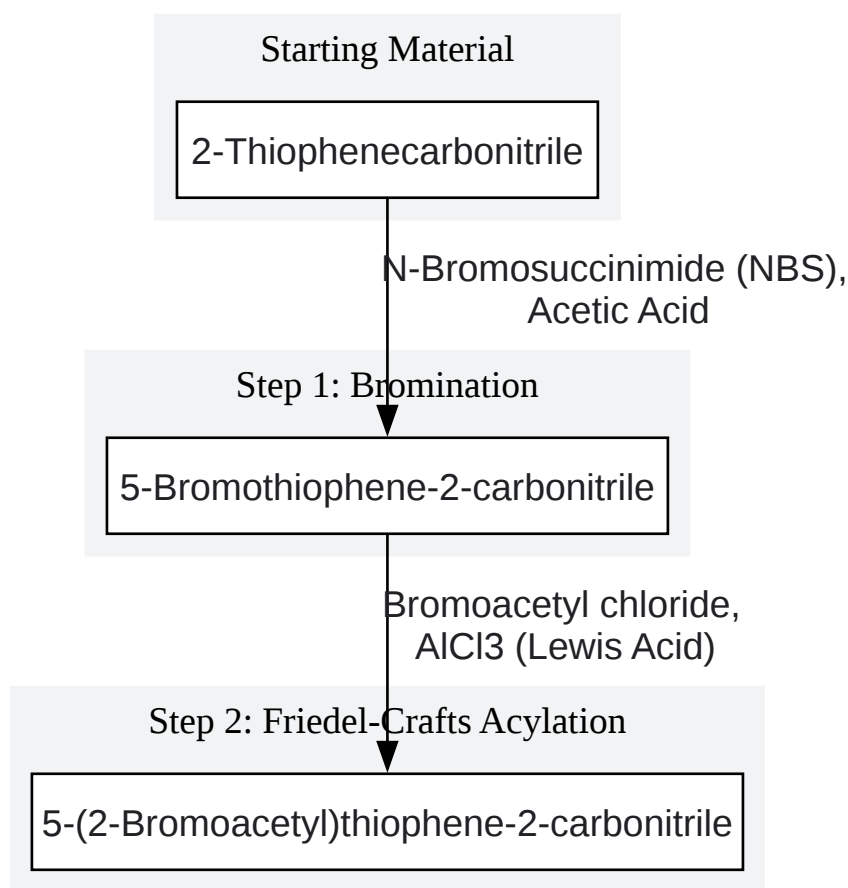 Starting Material
2-Thiophenecarbonitrile
N-Bromosuccinimide (NBS),
Acetic Acid
Step 1: Bromination
5-Bromothiophene-2-carbonitrile
Bromoacetyl chloride,
AlCl3 (Lewis Acid)
Step 2: Friedel-Crafts Acylation
5-(2-Bromoacetyl)thiophene-2-carbonitrile